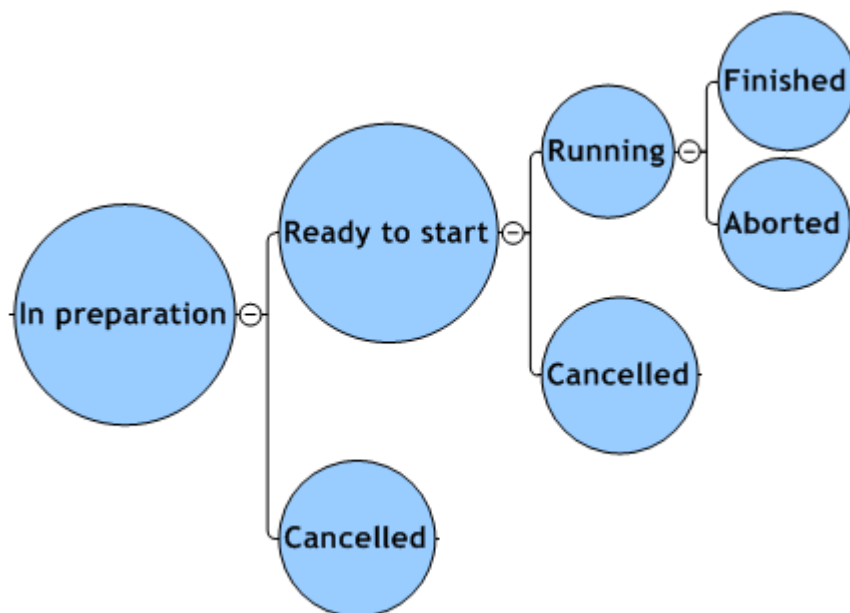 Finished
Running
Aborted
Ready to start
In preparation
Cancelled
Cancelled